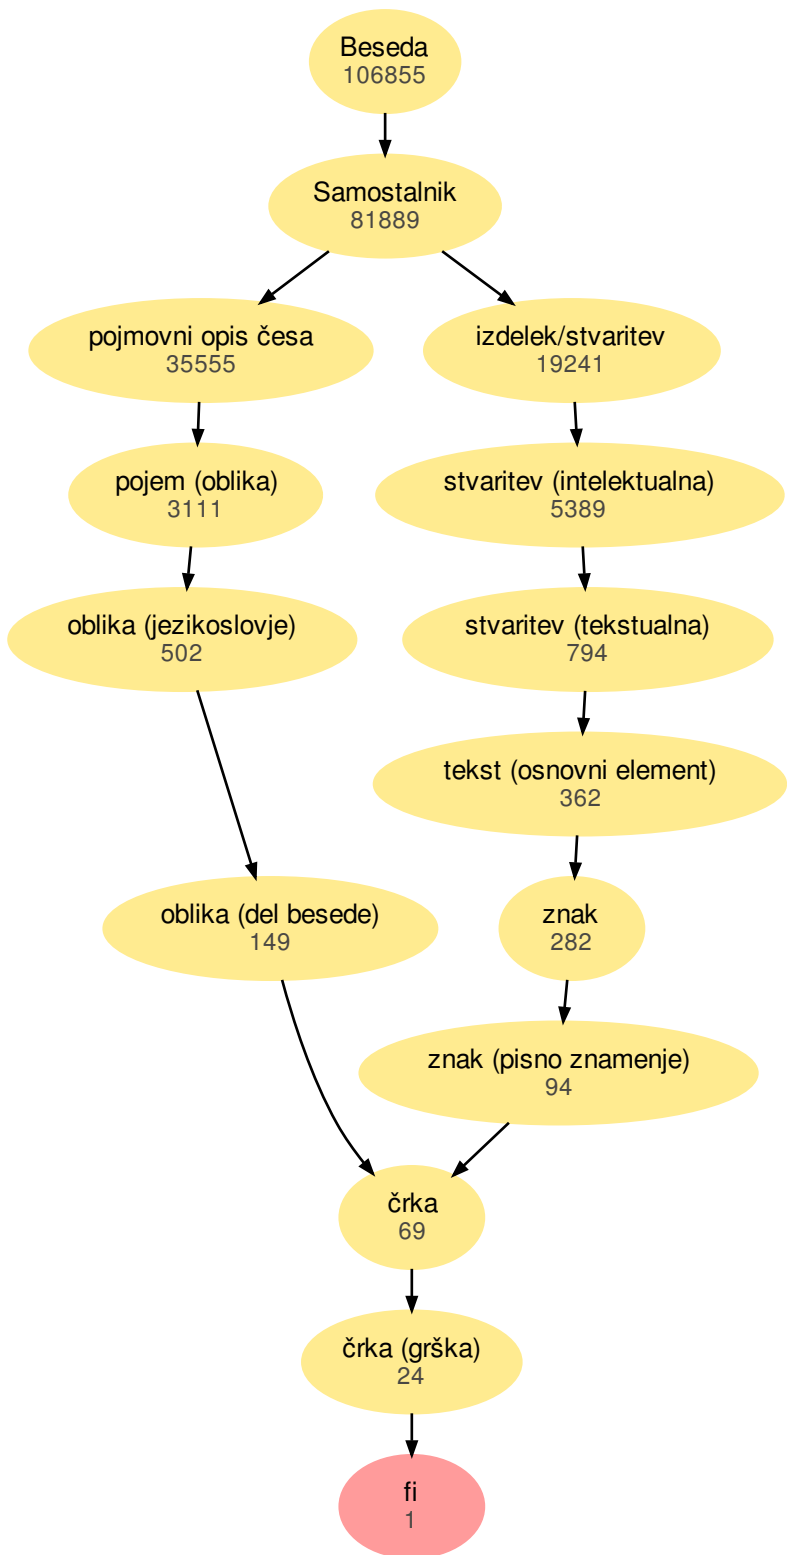 Beseda
106855
Samostalnik
81889
pojmovni opis česa
35555
izdelek/stvaritev
19241
pojem (oblika)
3111
stvaritev (intelektualna)
5389
oblika (jezikoslovje)
502
stvaritev (tekstualna)
794
tekst (osnovni element)
362
oblika (del besede)
149
znak
282
znak (pisno znamenje)
94
črka
69
črka (grška)
24
fi
1